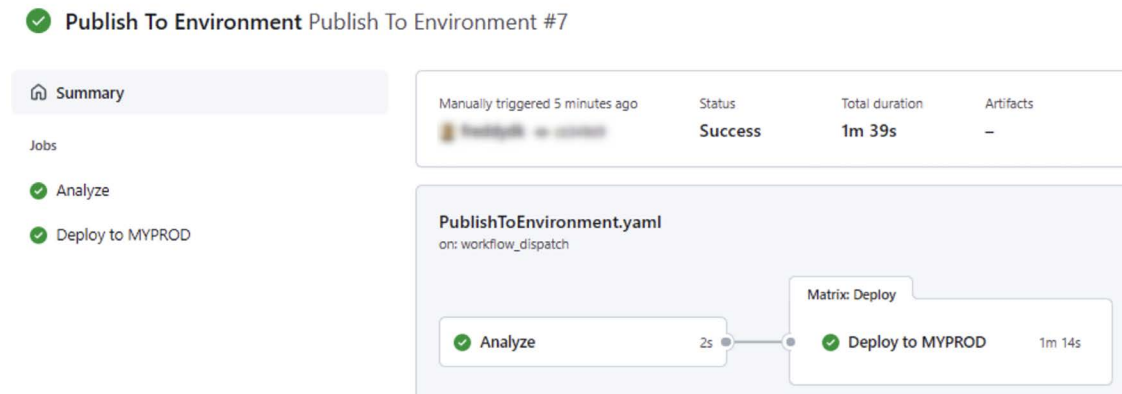 Publish To Environment Publish To Environment #7
Summary
Manually triggered 5 minutes ago Status Total duration Artifacts
Success 1m 39s –
Jobs
Analyze
Deploy to MYPROD
PublishToEnvironment.yaml
on: workflow_dispatch
Matrix: Deploy
Analyze 2s
Deploy to MYPROD 1m 14s